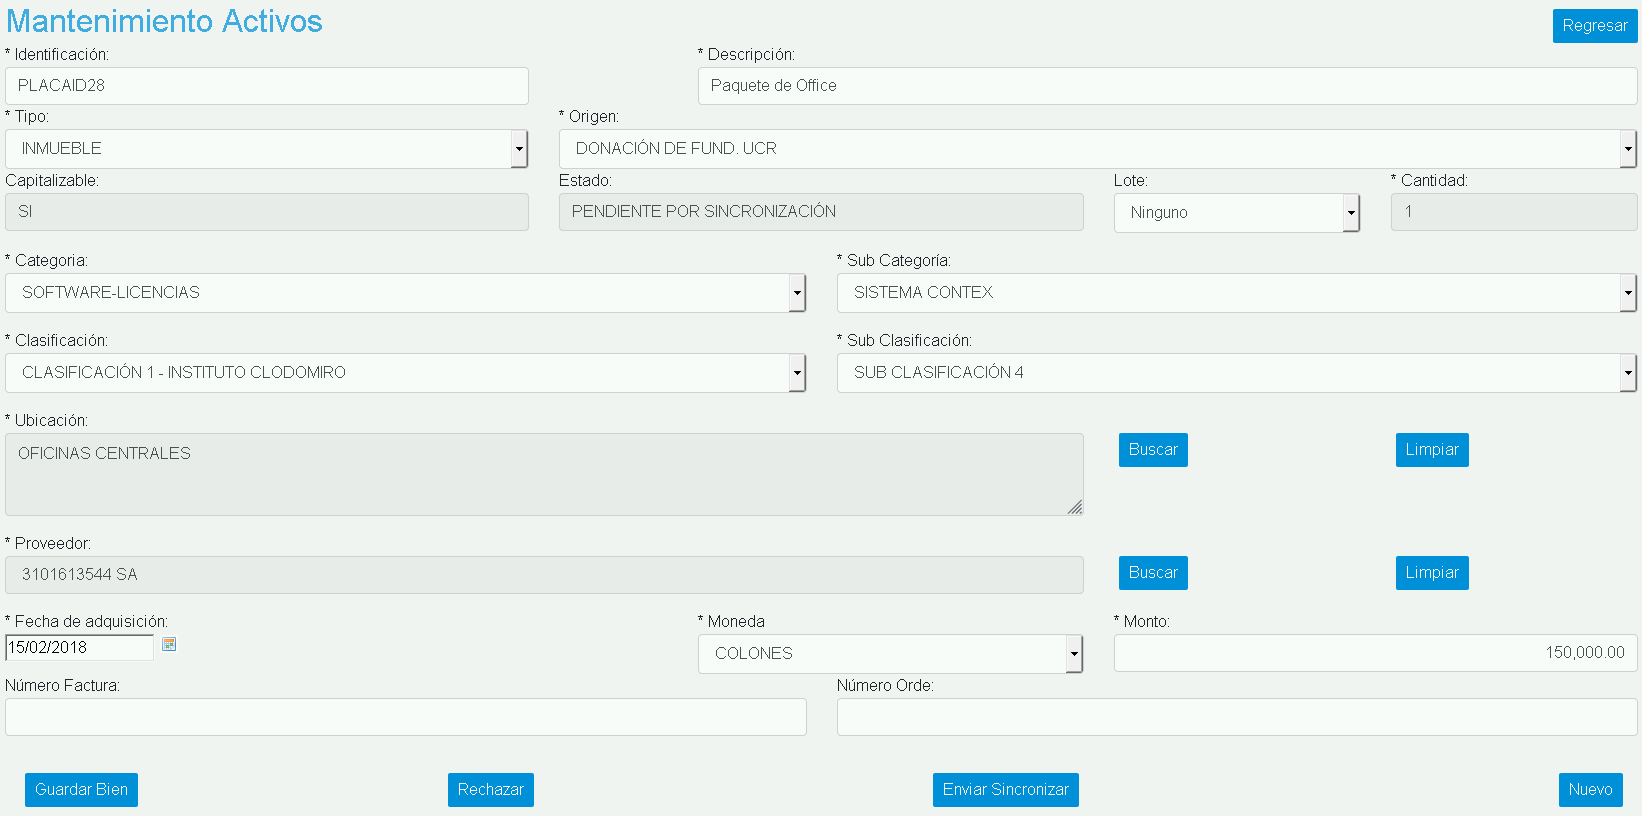 Mantenimiento Activos
Regresar
* Identificación:
* Descripción:
PLACAID28
Paquete de Office
* Tipo:
* Origen:
INMUEBLE
DONACIÓN DE FUND. UCR
Capitalizable:
Estado:
Lote:
* Cantidad:
SI
PENDIENTE POR SINCRONIZACIÓN
Ninguno
1
* Categoria:
* Sub Categoría:
SOFTWARE-LICENCIAS
SISTEMA CONTEX
* Clasificación:
* Sub Clasificación:
CLASIFICACIÓN 1 - INSTITUTO CLODOMIRO
SUB CLASIFICACIÓN 4
* Ubicación:
OFICINAS CENTRALES
Buscar
Limpiar
* Proveedor:
3101613544 SA
Buscar
Limpiar
* Fecha de adquisición:
* Moneda
* Monto:
15/02/2018
COLONES
150,000.00
Número Factura:
Número Orde:
Guardar Bien
Rechazar
Enviar Sincronizar
Nuevo